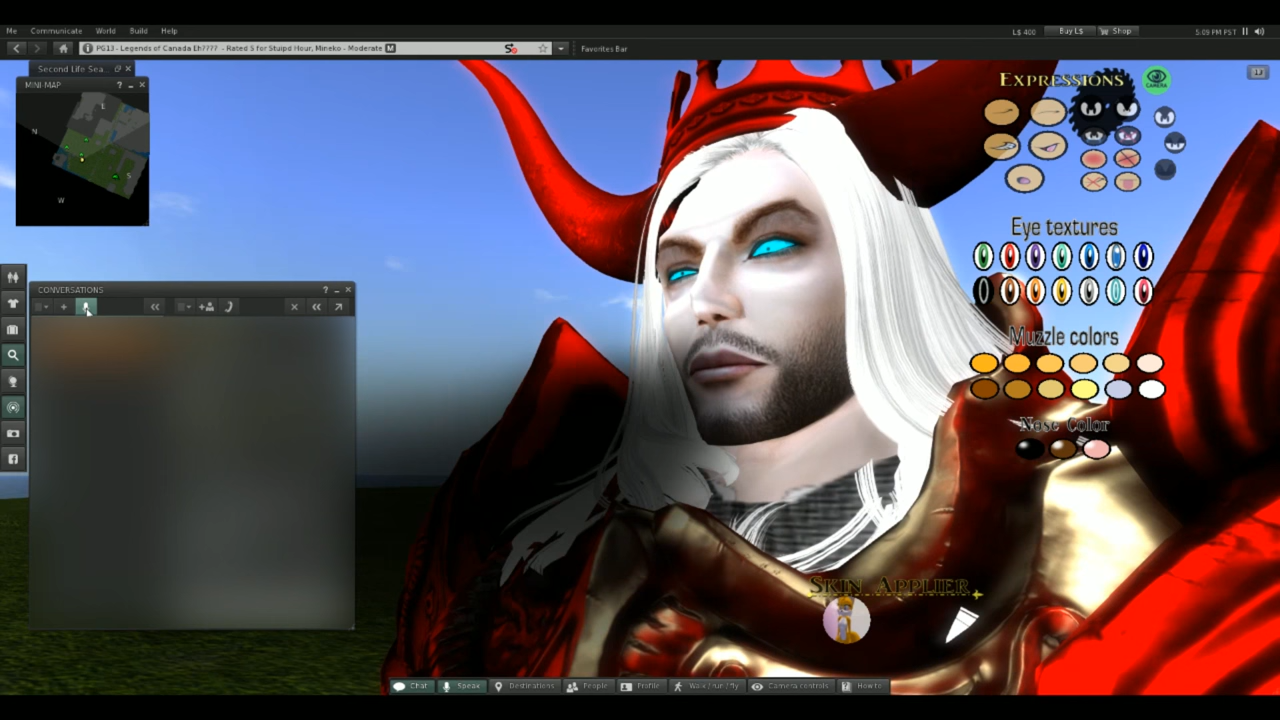 Me Communicate World Build Help
L$ 400 Buy L$ Shop 5:09 PM PST
PG13 - Legends of Canada Eh???? - Rated S for Stuipd Hour, Mineko - Moderate M
Favorites Bar
Second Life Sea...
MINI-MAP ? _ ×
N
S
W
EXPRESSIONS
CAMERA
Eye textures
CONVERSATIONS ? _ ×
Muzzle colors
Nose Color
SKIN APPLIER
Chat Speak Destinations People Profile Walk / run / fly Camera controls How to